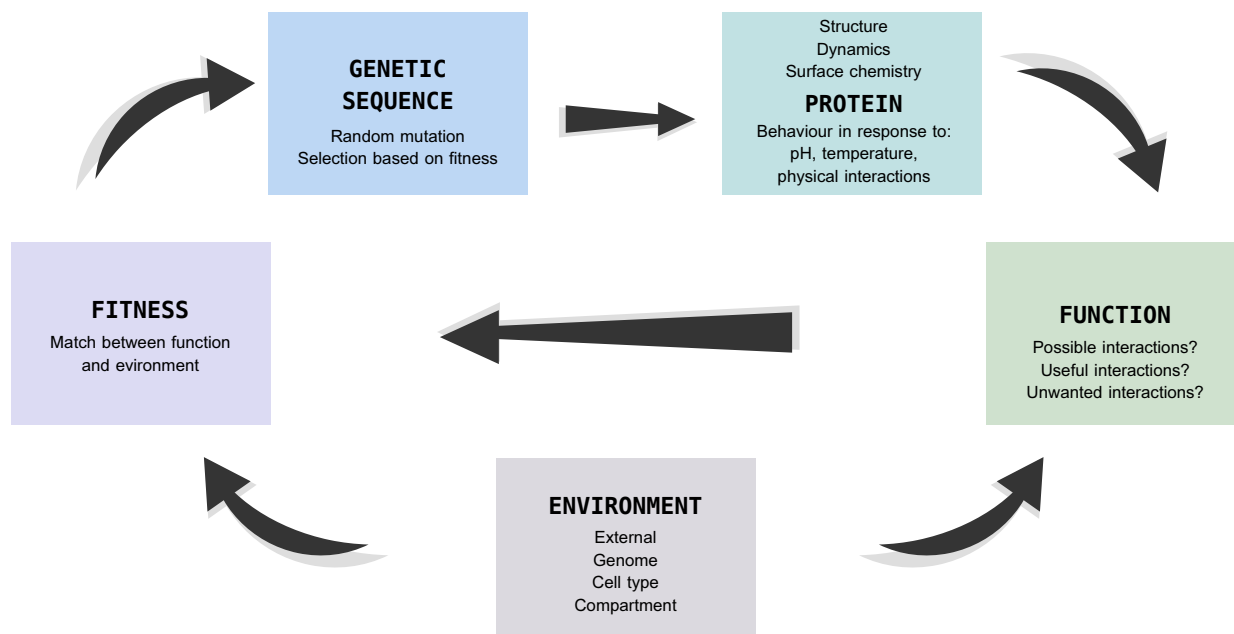 GENETIC
SEQUENCE
Random mutation
Selection based on fitness
Structure
Dynamics
Surface chemistry
PROTEIN
Behaviour in response to:
pH, temperature,
physical interactions
FITNESS
Match between function
and evironment
FUNCTION
Possible interactions?
Useful interactions?
Unwanted interactions?
ENVIRONMENT
External
Genome
Cell type
Compartment